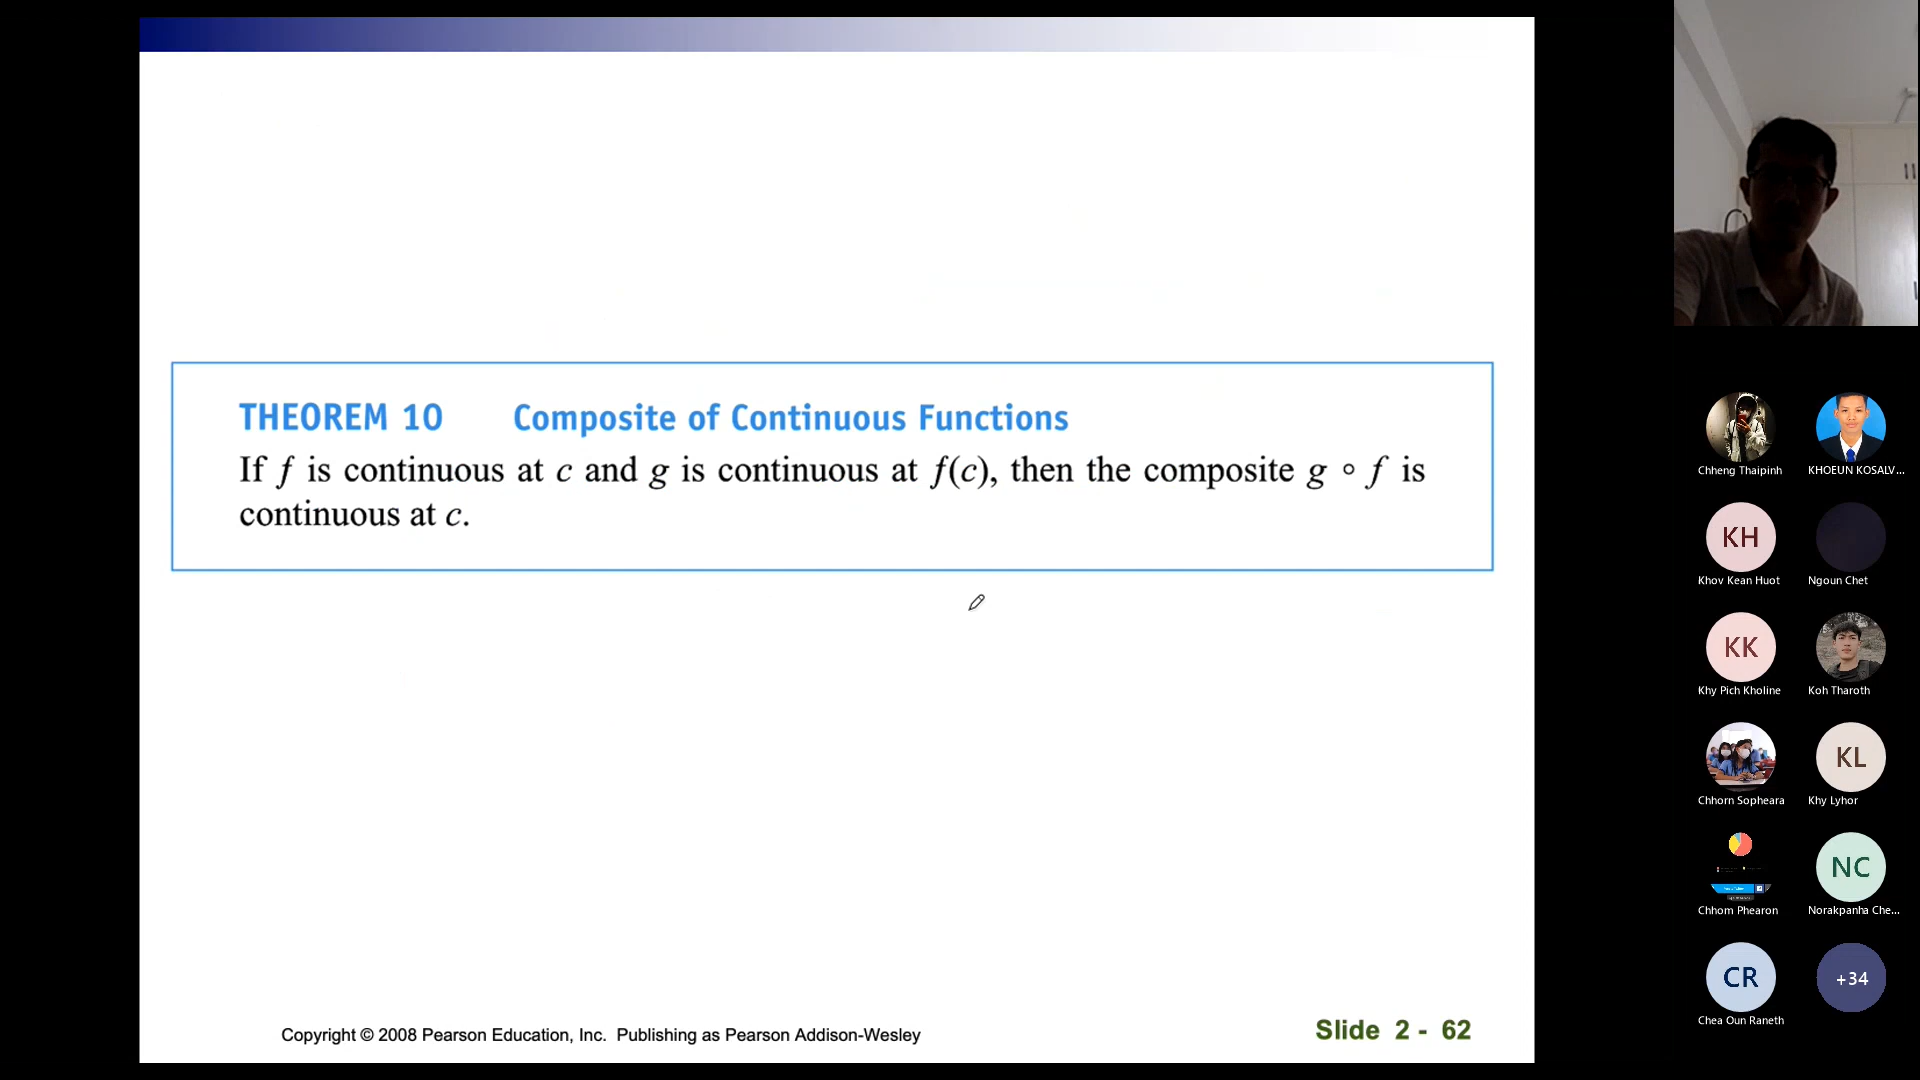 THEOREM 10 Composite of Continuous Functions
If f is continuous at c and g is continuous at f(c), then the composite g ∘ f is
continuous at c.
Copyright © 2008 Pearson Education, Inc. Publishing as Pearson Addison-Wesley
Slide 2 - 62
Chheng Thaipinh
KHOEUN KOSALV...
KH
Khov Kean Huot
Ngoun Chet
KK
Khy Pich Kholine
Koh Tharoth
Chhorn Sopheara
KL
Khy Lyhor
Chhom Phearon
NC
Norakpanha Che...
CR
Chea Oun Raneth
+34